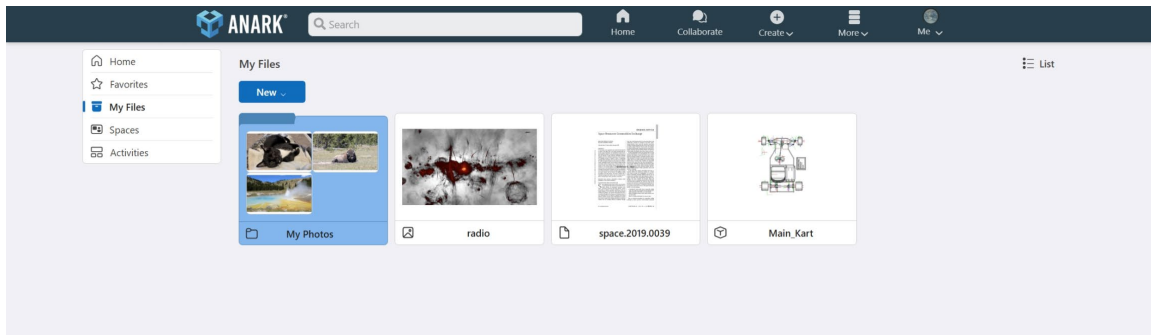 ANARK®
Search
Home
Collaborate
Create
More
Me
Home
Favorites
My Files
Spaces
Activities
My Files
List
New
My Photos
radio
space.2019.0039
Main_Kart